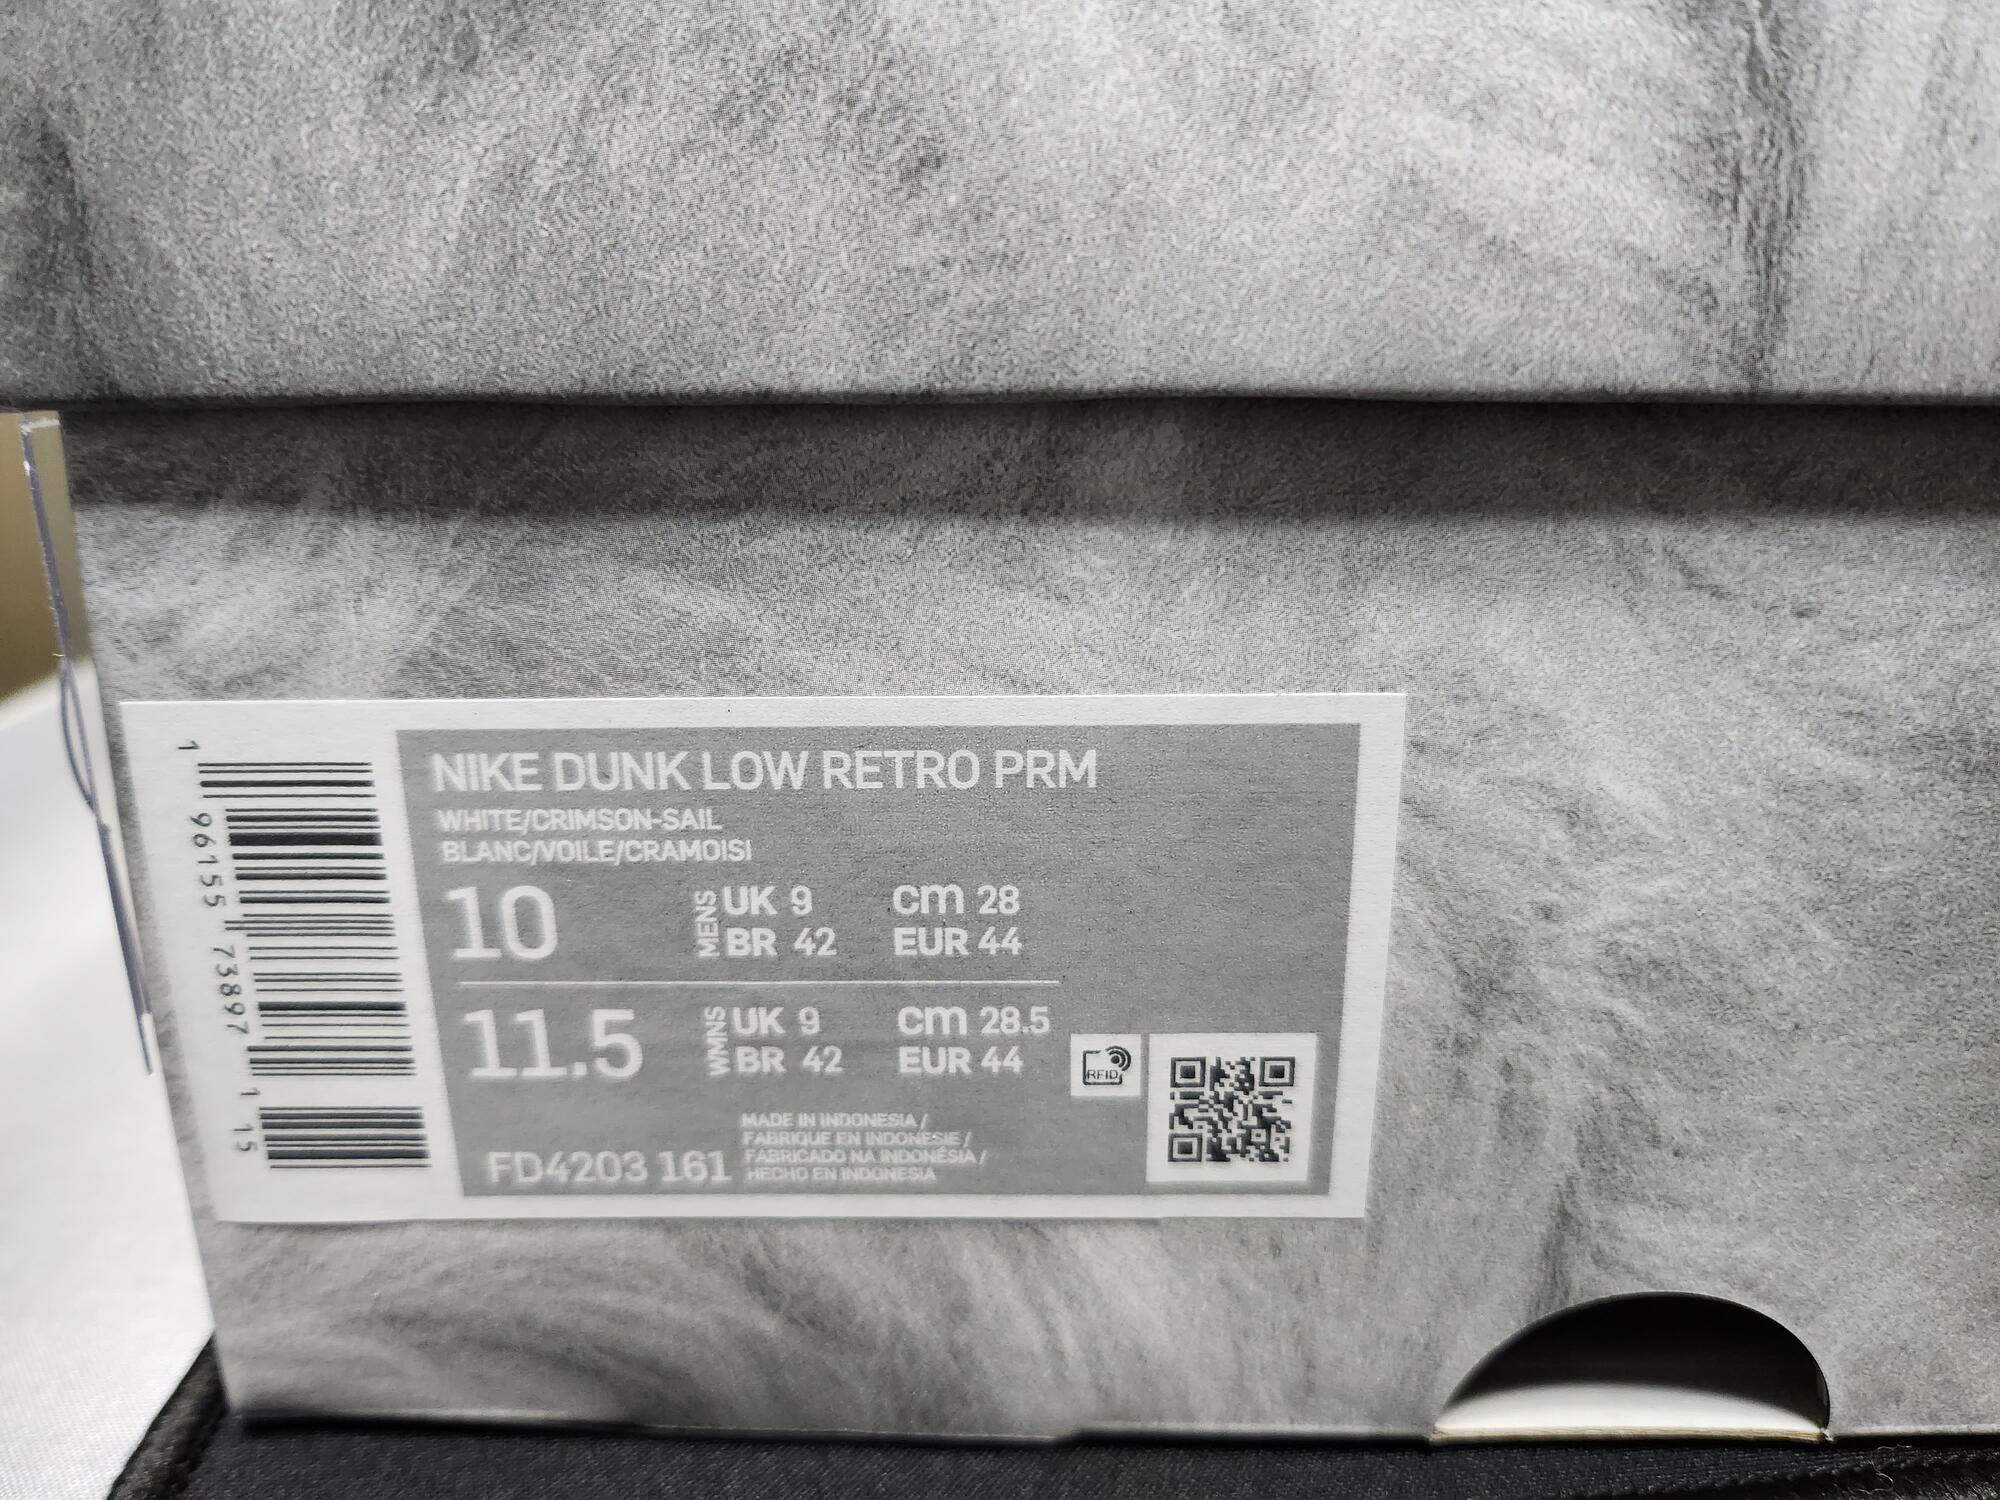 NIKE DUNK LOW RETRO PRM
WHITE/CRIMSON-SAIL
BLANC/VOILE/CRAMOISI
10 MENS UK 9 cm 28
BR 42 EUR 44
11.5 WMNS UK 9 cm 28.5
BR 42 EUR 44
RFID
MADE IN INDONESIA /
FABRIQUE EN INDONESIE /
FABRICADO NA INDONÉSIA /
HECHO EN INDONESIA
FD4203 161
1 96155 73897 1 15